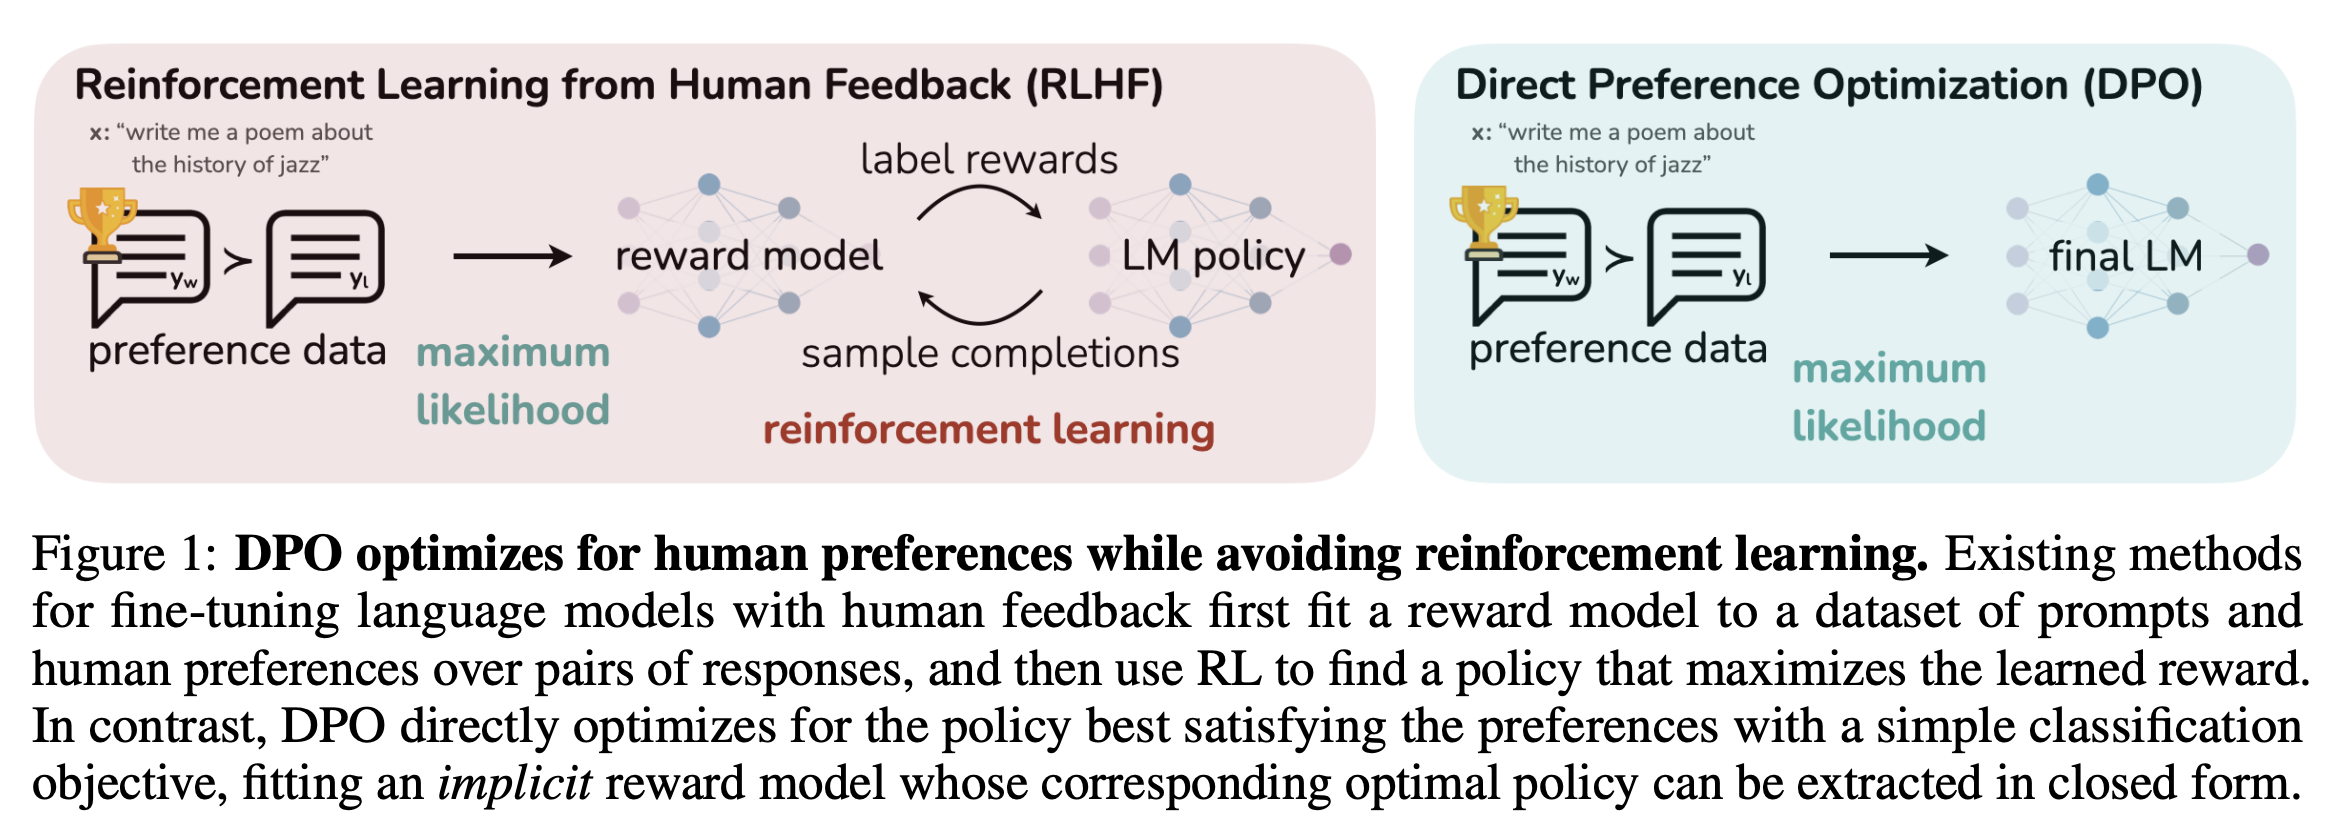 Reinforcement Learning from Human Feedback (RLHF)
x: “write me a poem about
the history of jazz”
label rewards
yw
≻
yl
reward model
LM policy
preference data
maximum
likelihood
sample completions
reinforcement learning
Direct Preference Optimization (DPO)
x: “write me a poem about
the history of jazz”
yw
≻
yl
final LM
preference data
maximum
likelihood
Figure 1: DPO optimizes for human preferences while avoiding reinforcement learning. Existing methods
for fine-tuning language models with human feedback first fit a reward model to a dataset of prompts and
human preferences over pairs of responses, and then use RL to find a policy that maximizes the learned reward.
In contrast, DPO directly optimizes for the policy best satisfying the preferences with a simple classification
objective, fitting an implicit reward model whose corresponding optimal policy can be extracted in closed form.